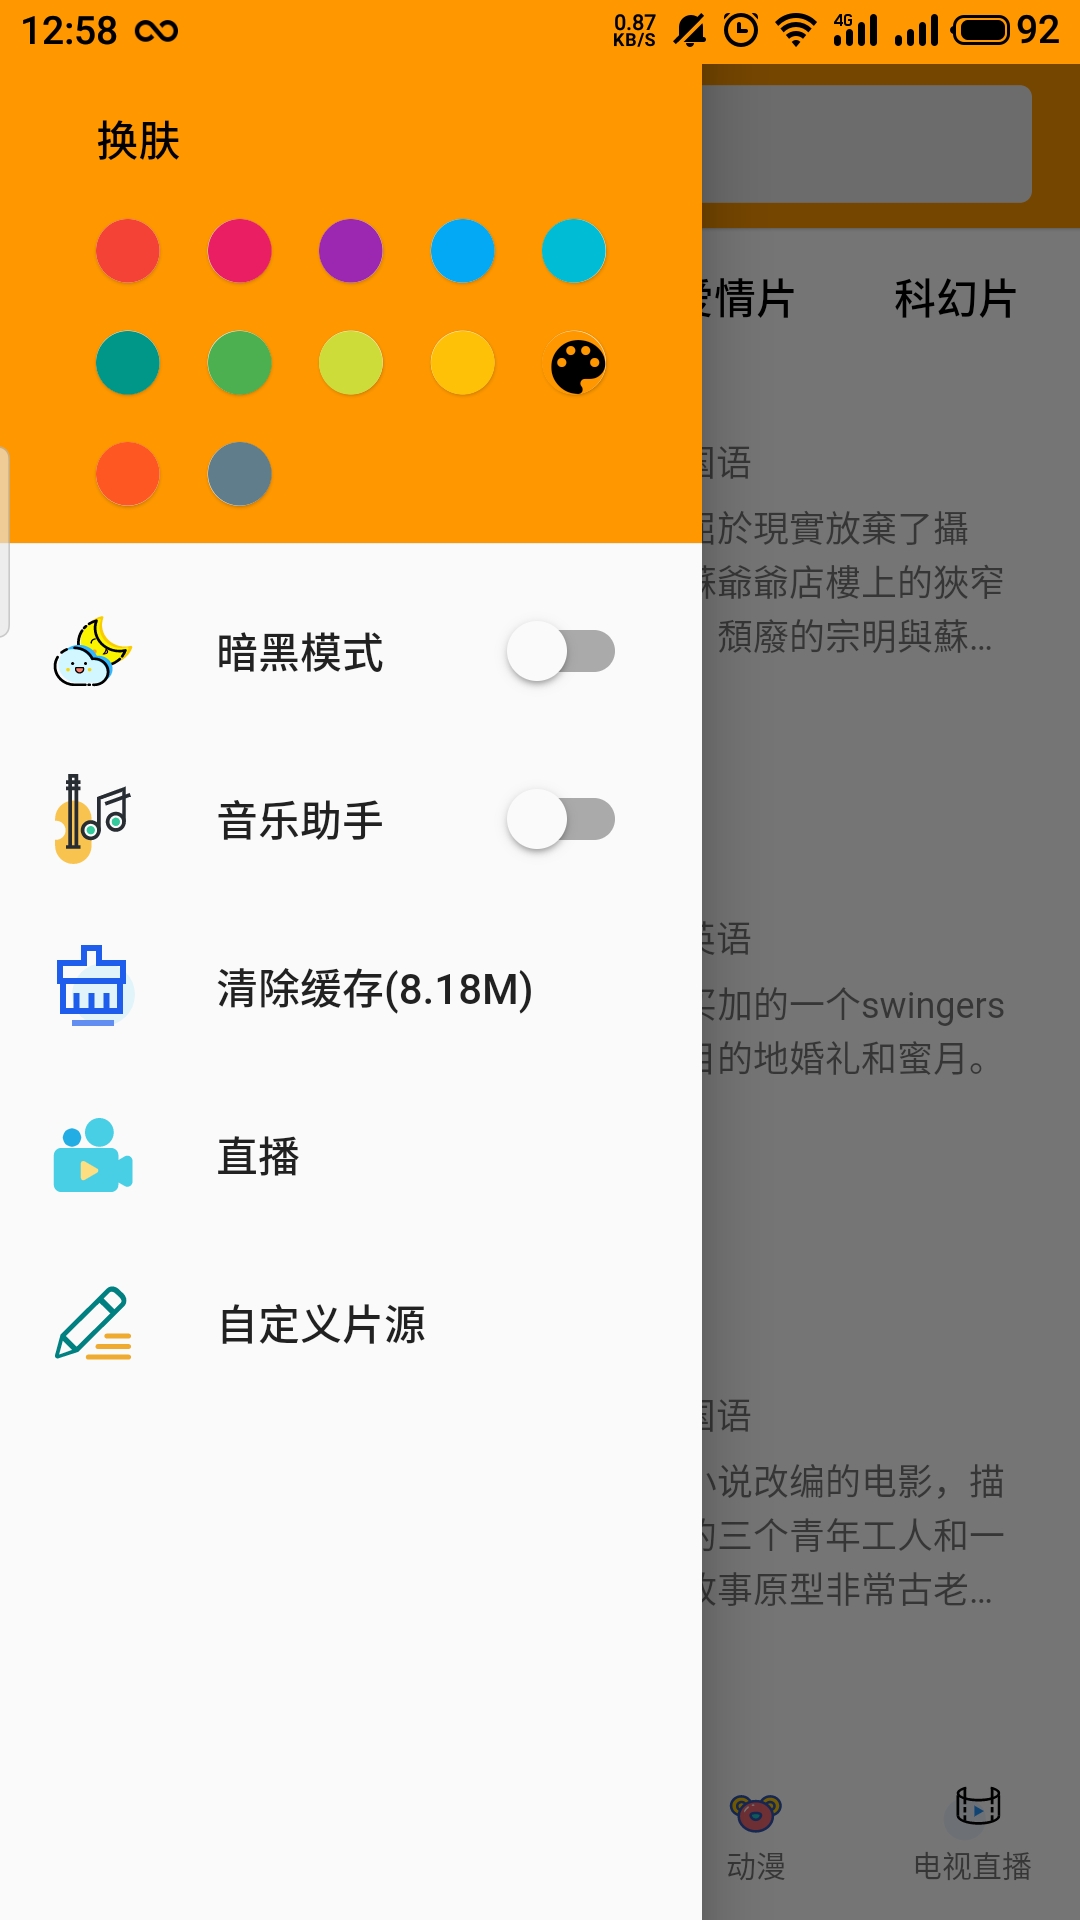 12:58
0.87
KB/S
4G
92
换肤
情片
科幻片
语
於現實放棄了攝
爺爺店樓上的狹窄
頹廢的宗明與蘇...
暗黑模式
音乐助手
语
清除缓存(8.18M)
加的一个swingers
的地婚礼和蜜月。
直播
自定义片源
语
说改编的电影，描
三个青年工人和一
事原型非常古老...
动漫
电视直播